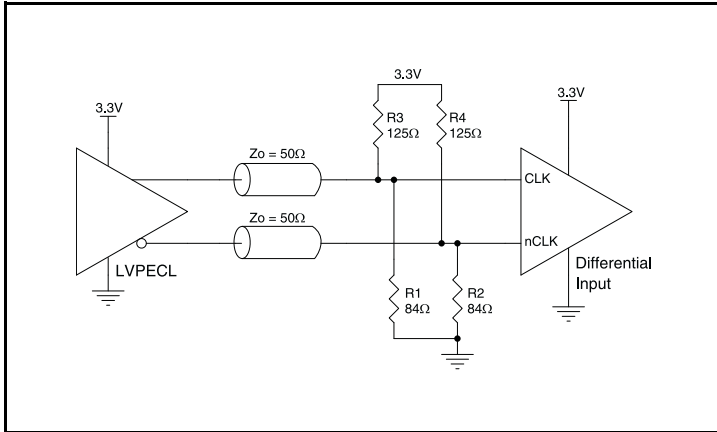 3.3V
3.3V
3.3V
R3
125Ω
R4
125Ω
Zo = 50Ω
CLK
Zo = 50Ω
nCLK
LVPECL
Differential
Input
R1
84Ω
R2
84Ω